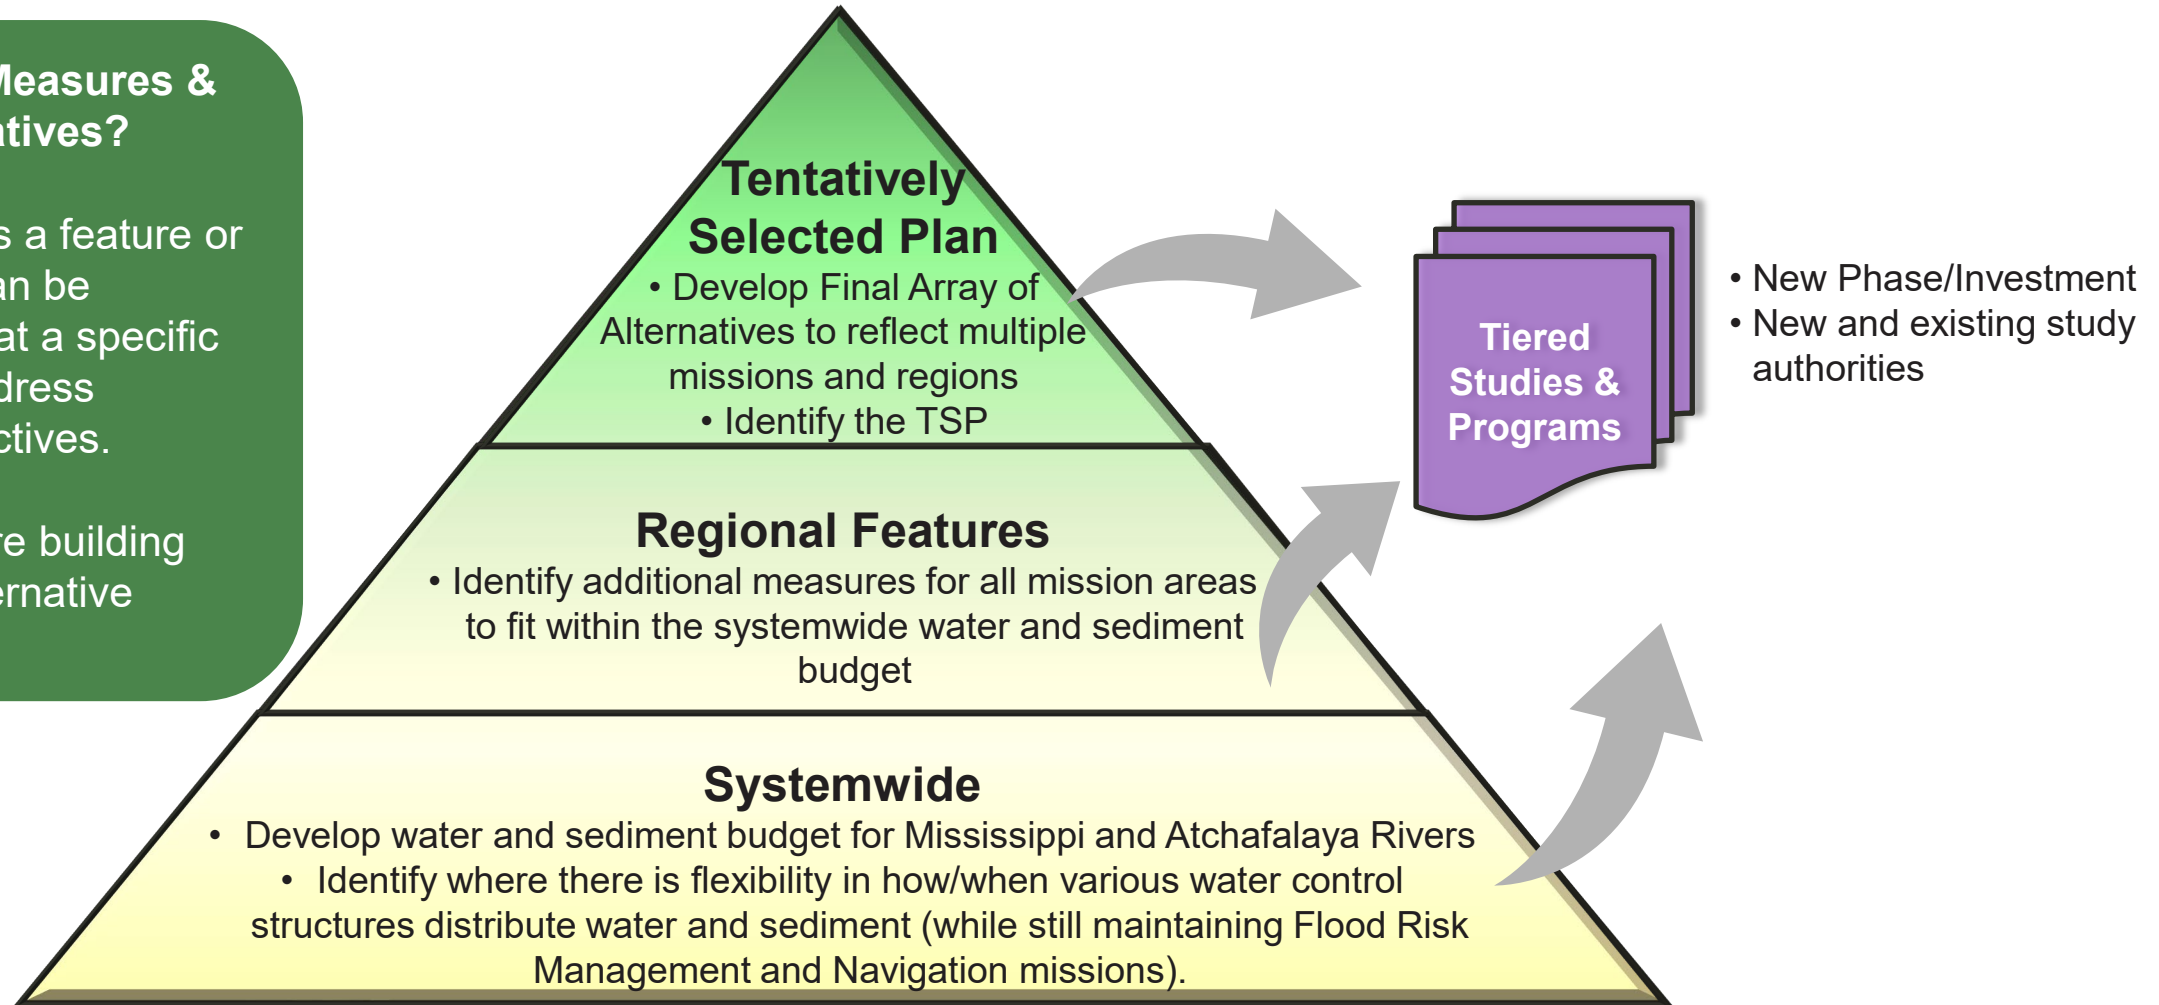 Measures &
atives?
s a feature or
an be
at a specific
dress
ctives.
re building
ernative
Tentatively
Selected Plan
• Develop Final Array of
Alternatives to reflect multiple
missions and regions
• Identify the TSP
Regional Features
• Identify additional measures for all mission areas
to fit within the systemwide water and sediment
budget
Systemwide
• Develop water and sediment budget for Mississippi and Atchafalaya Rivers
• Identify where there is flexibility in how/when various water control
structures distribute water and sediment (while still maintaining Flood Risk
Management and Navigation missions).
Tiered
Studies &
Programs
• New Phase/Investment
• New and existing study
authorities